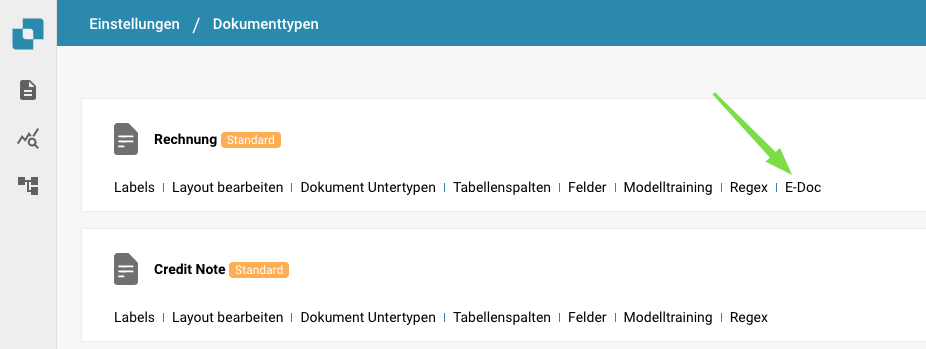 Einstellungen / Dokumenttypen
Rechnung Standard
Labels | Layout bearbeiten | Dokument Untertypen | Tabellenspalten | Felder | Modelltraining | Regex | E-Doc
Credit Note Standard
Labels | Layout bearbeiten | Dokument Untertypen | Tabellenspalten | Felder | Modelltraining | Regex